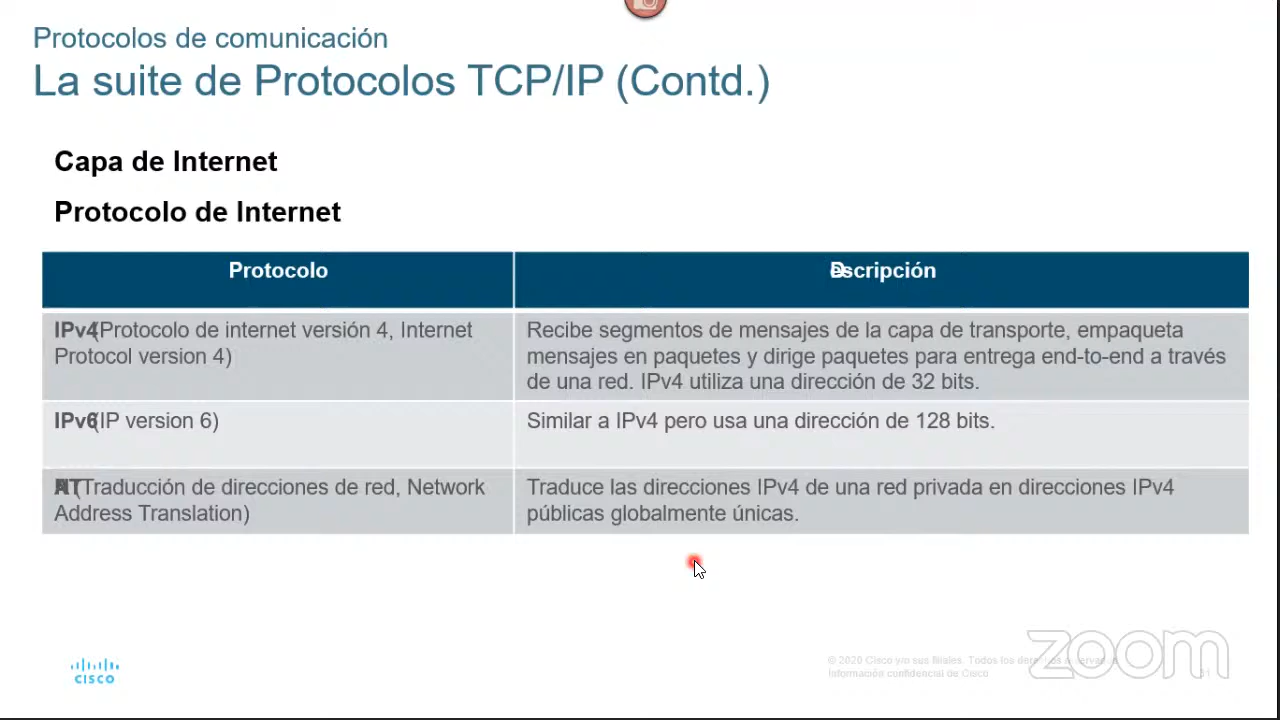 Protocolos de comunicación
La suite de Protocolos TCP/IP (Contd.)
Capa de Internet
Protocolo de Internet
Protocolo
Descripción
IPv4 (Protocolo de internet versión 4, Internet
Protocol version 4)
Recibe segmentos de mensajes de la capa de transporte, empaqueta
mensajes en paquetes y dirige paquetes para entrega end-to-end a través
de una red. IPv4 utiliza una dirección de 32 bits.
IPv6 (IP version 6)
Similar a IPv4 pero usa una dirección de 128 bits.
NAT (Traducción de direcciones de red, Network
Address Translation)
Traduce las direcciones IPv4 de una red privada en direcciones IPv4
públicas globalmente únicas.
CISCO
© 2020 Cisco y/o sus filiales. Todos los derechos reservados.
Información confidencial de Cisco
31
zoom